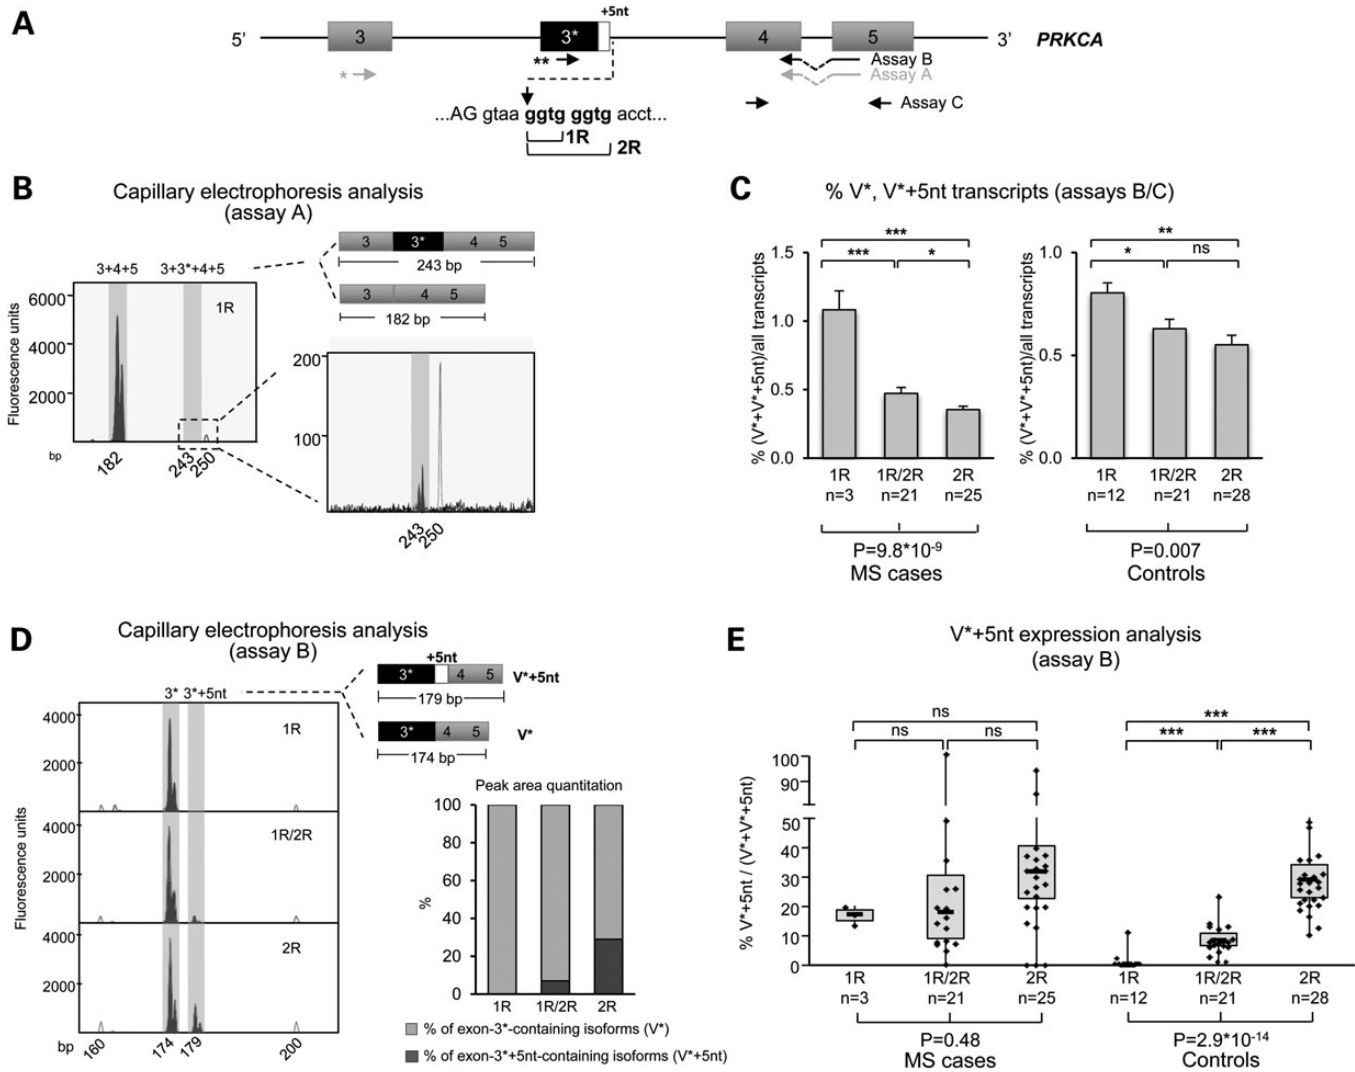 A
+5nt
5’ 3 3* 4 5 3’ PRKCA
* ** Assay B
Assay A
Assay C
...AG gtaa ggtg ggtg acct...
1R
2R
B
Capillary electrophoresis analysis
(assay A)
3+4+5 3+3*+4+5
3 3* 4 5
243 bp
3 4 5
182 bp
1R
Fluorescence units
6000
4000
2000
bp
182 243 250
200
100
243 250
C
% V*, V*+5nt transcripts (assays B/C)
% (V*+V*+5nt)/all transcripts
1.5
1.0
0.5
0.0
***
*** *
1R 1R/2R 2R
n=3 n=21 n=25
P=9.8*10-9
MS cases
% (V*+V*+5nt)/all transcripts
1.0
0.5
0.0
**
* ns
1R 1R/2R 2R
n=12 n=21 n=28
P=0.007
Controls
D
Capillary electrophoresis analysis
(assay B)
3* 3*+5nt
+5nt
3* 4 5 V*+5nt
179 bp
3* 4 5 V*
174 bp
Fluorescence units
4000
2000
1R
4000
2000
1R/2R
4000
2000
2R
bp 160 174 179 200
Peak area quantitation
%
100
80
60
40
20
0
1R 1R/2R 2R
% of exon-3*-containing isoforms (V*)
% of exon-3*+5nt-containing isoforms (V*+5nt)
E
V*+5nt expression analysis
(assay B)
% V*+5nt / (V*+V*+5nt)
100
90
50
40
30
20
10
0
ns
ns ns
***
*** ***
1R 1R/2R 2R 1R 1R/2R 2R
n=3 n=21 n=25 n=12 n=21 n=28
P=0.48 P=2.9*10-14
MS cases Controls